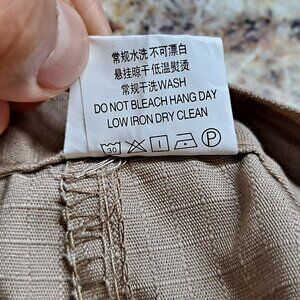 常规水洗 不可漂白
悬挂晾干 低温熨烫
常规干洗WASH
DO NOT BLEACH HANG DAY
LOW IRON DRY CLEAN
30 P